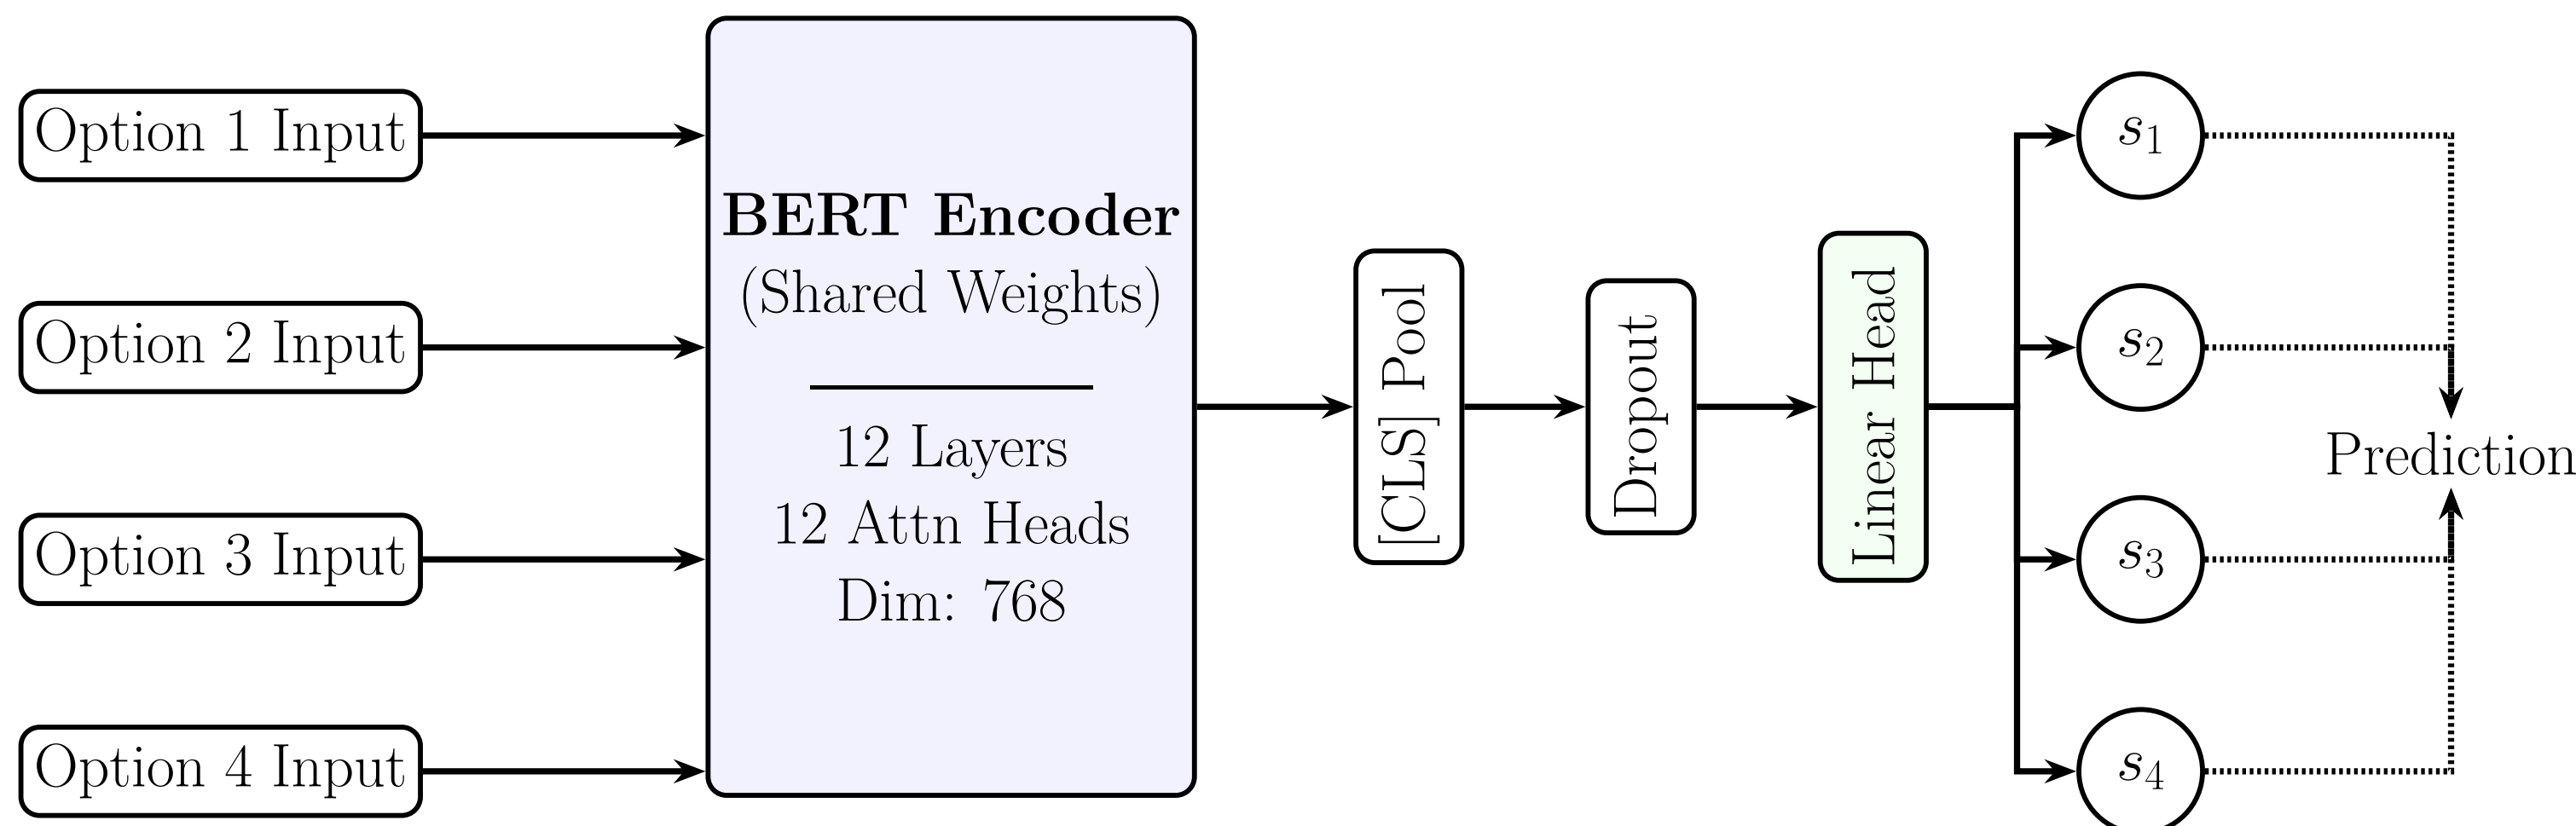 Option 1 Input
Option 2 Input
Option 3 Input
Option 4 Input
BERT Encoder
(Shared Weights)
12 Layers
12 Attn Heads
Dim: 768
[CLS] Pool
Dropout
Linear Head
s1
s2
s3
s4
Prediction